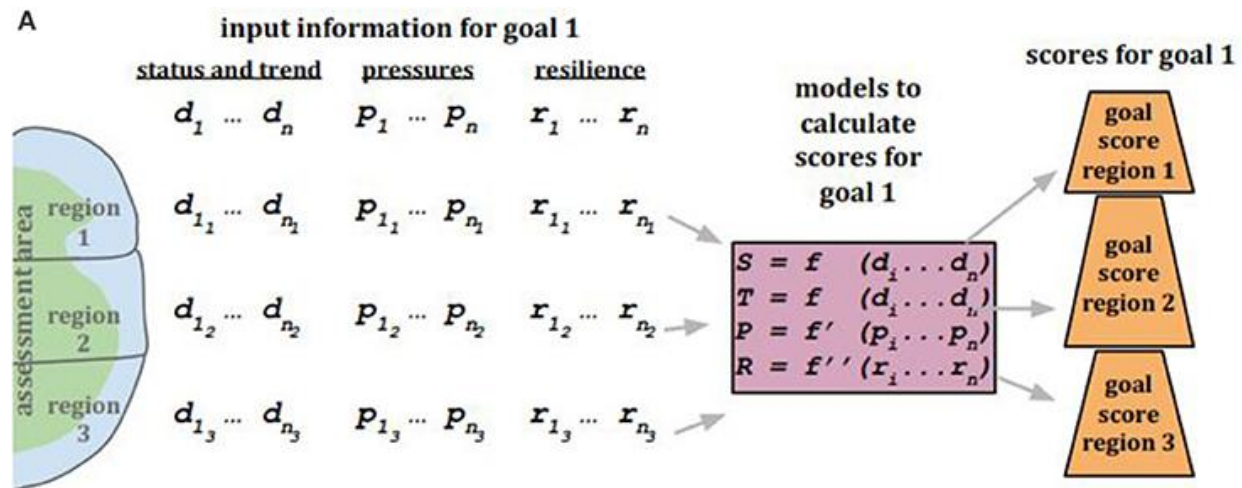 A
input information for goal 1
status and trend pressures resilience
d₁ ... dₙ p₁ ... pₙ r₁ ... rₙ
d₁₁ ... dₙ₁ p₁₁ ... pₙ₁ r₁₁ ... rₙ₁
d₁₂ ... dₙ₂ p₁₂ ... pₙ₂ r₁₂ ... rₙ₂
d₁₃ ... dₙ₃ p₁₃ ... pₙ₃ r₁₃ ... rₙ₃
assessment area
region
1
region
2
region
3
models to
calculate
scores for
goal 1
S = f (dᵢ...dₙ)
T = f (dᵢ...dₙ)
P = f' (pᵢ...pₙ)
R = f''(rᵢ...rₙ)
scores for goal 1
goal
score
region 1
goal
score
region 2
goal
score
region 3